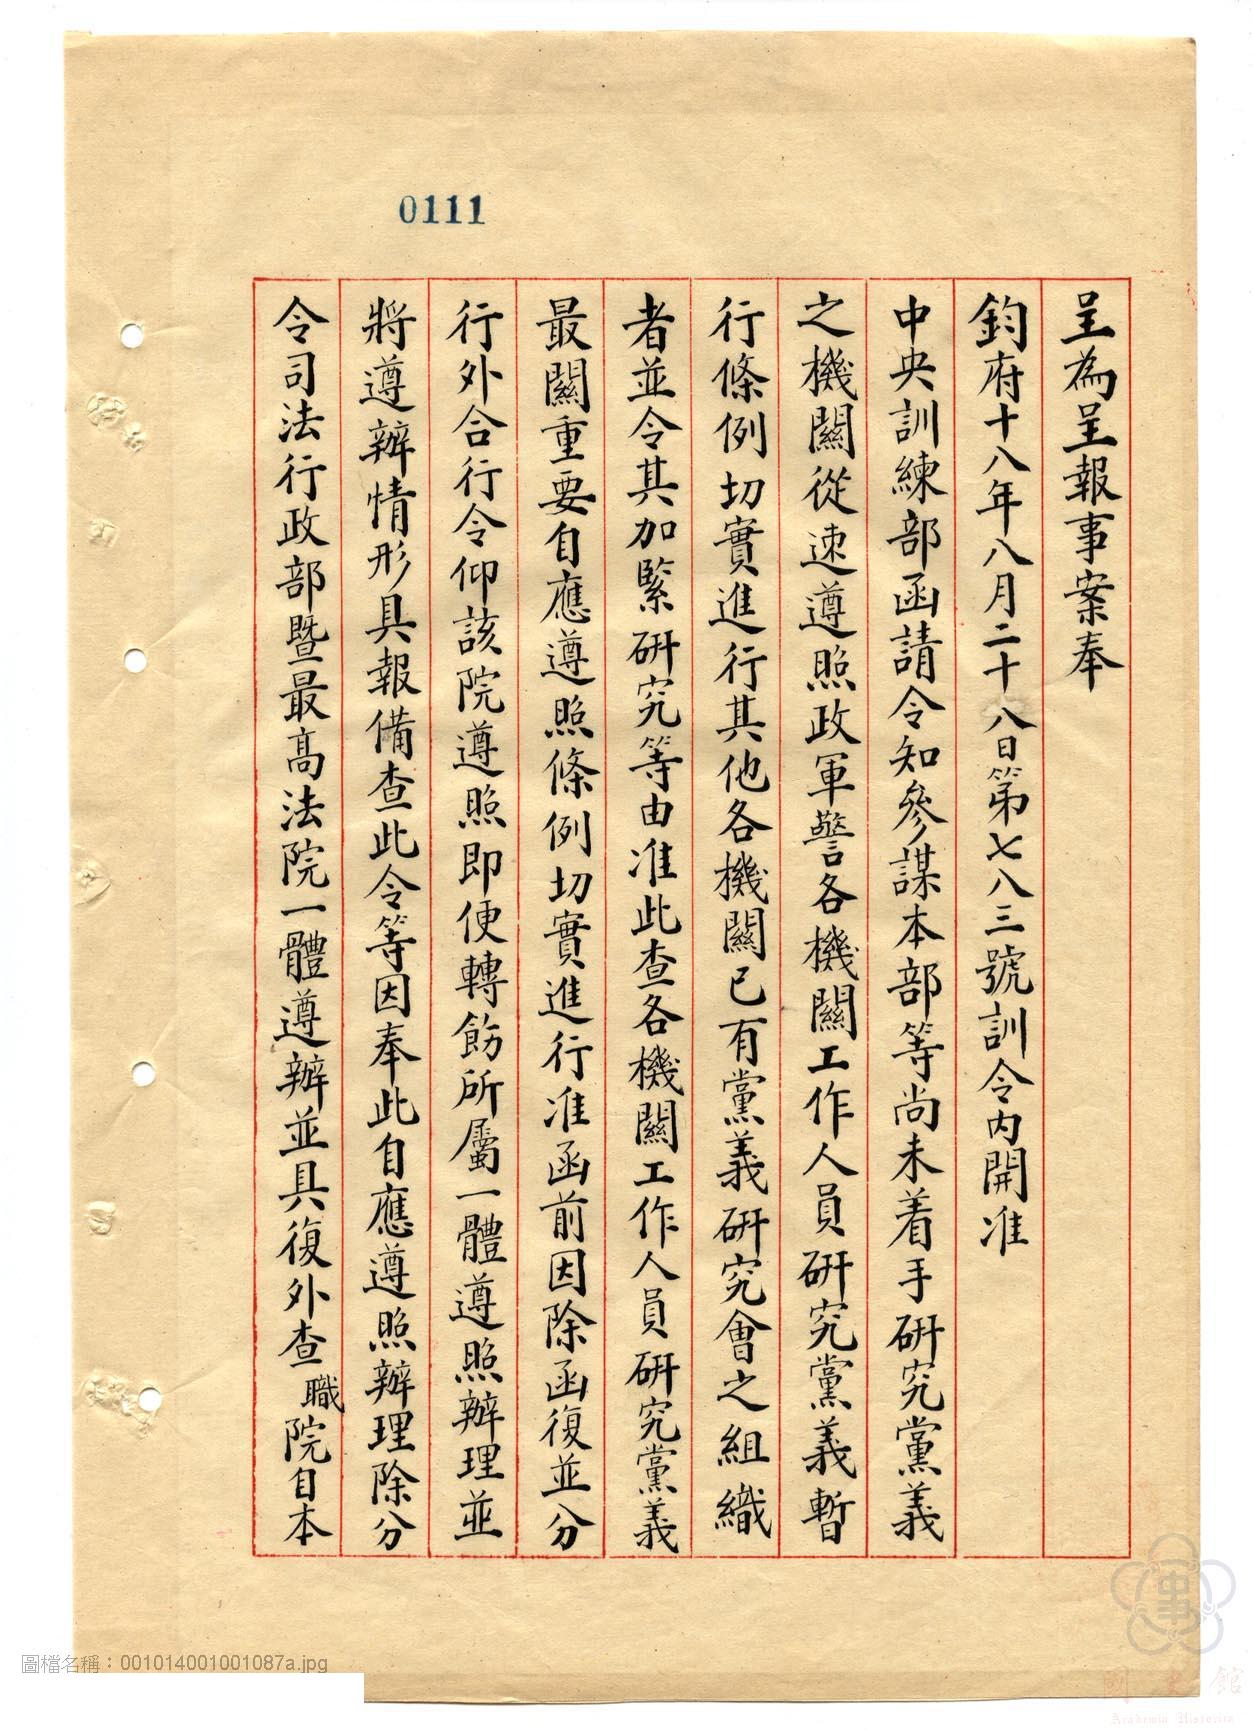 0111
呈為呈報事案奉
鈞府十八年八月二十八日第七八三號訓令內開准
中央訓練部函請令知參謀本部等尚未着手研究黨義
之機關從速遵照政軍警各機關工作人員研究黨義暫
行條例切實進行其他各機關已有黨義研究會之組織
者並令其加緊研究等由准此查各機關工作人員研究黨義
最關重要自應遵照條例切實進行准函前因除函復並分
行外合行令仰該院遵照即便轉飭所屬一體遵照辦理並
將遵辦情形具報備查此令等因奉此自應遵照辦理除分
令司法行政部暨最高法院一體遵辦並具復外查職院自本
圖檔名稱：001014001001087a.jpg
國史館
Academia Historica